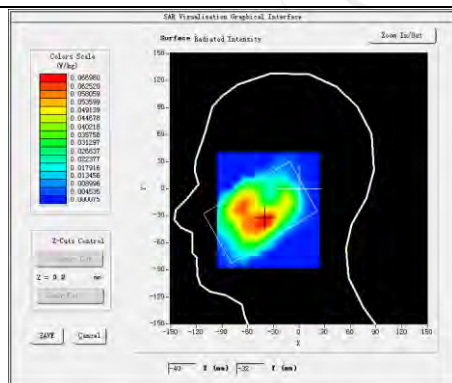 SAR Visualisation Graphical Interface
Surface Radiated Intensity
Zoom In/Out
Colors Scale
(W/kg)
0.066980
0.062520
0.058059
0.053599
0.049139
0.044678
0.040218
0.035758
0.031297
0.026837
0.022377
0.017916
0.013456
0.008996
0.004535
0.000075
150
120
90
60
30
0
-30
-60
-90
-120
-150
Y
-150 -120 -90 -60 -30 0 30 60 90 120 150
X
Z-Cuts Control
Z = 0.0 mm
SAVE
Cancel
-40 X (mm) -32 Y (mm)